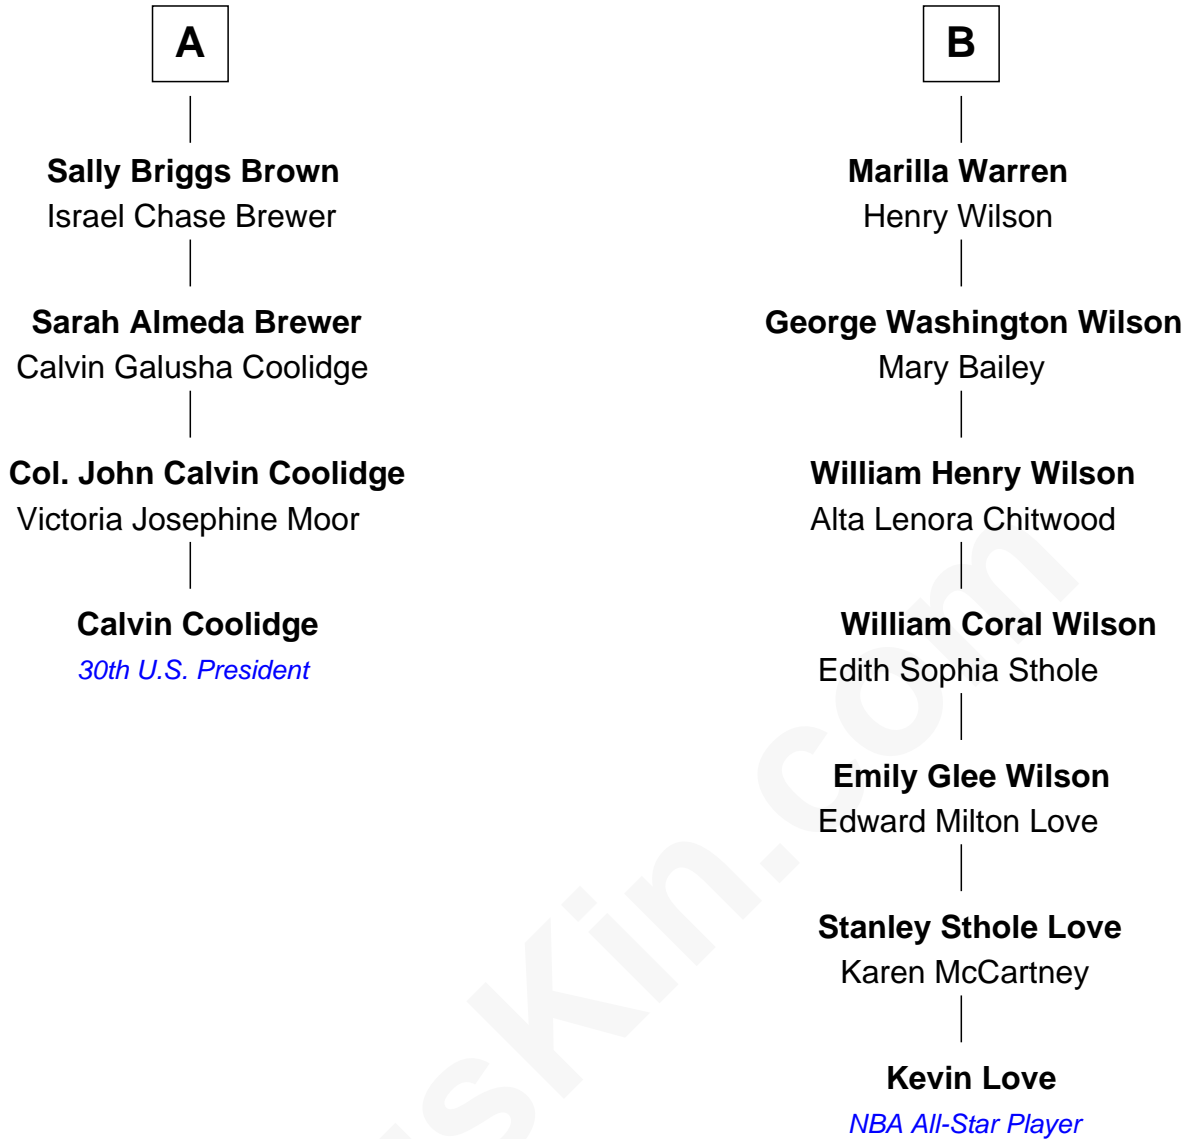 A
Sally Briggs Brown
Israel Chase Brewer
Sarah Almeda Brewer
Calvin Galusha Coolidge
Col. John Calvin Coolidge
Victoria Josephine Moor
Calvin Coolidge
30th U.S. President
B
Marilla Warren
Henry Wilson
George Washington Wilson
Mary Bailey
William Henry Wilson
Alta Lenora Chitwood
William Coral Wilson
Edith Sophia Sthole
Emily Glee Wilson
Edward Milton Love
Stanley Sthole Love
Karen McCartney
Kevin Love
NBA All-Star Player